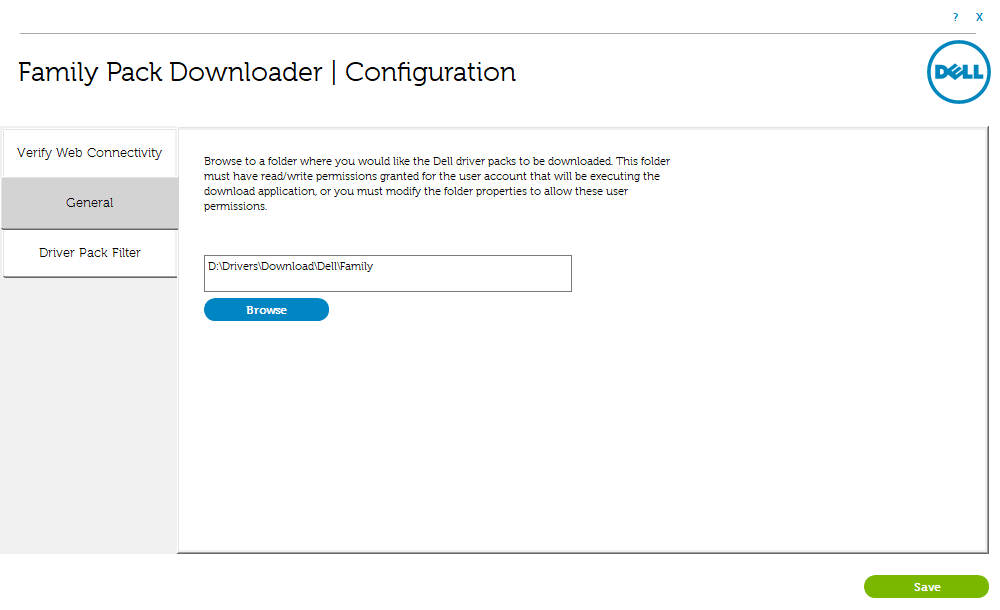 ? X
Family Pack Downloader | Configuration
DELL
Verify Web Connectivity
General
Driver Pack Filter
Browse to a folder where you would like the Dell driver packs to be downloaded. This folder
must have read/write permissions granted for the user account that will be executing the
download application, or you must modify the folder properties to allow these user
permissions.
D:\Drivers\Download\Dell\Family
Browse
Save